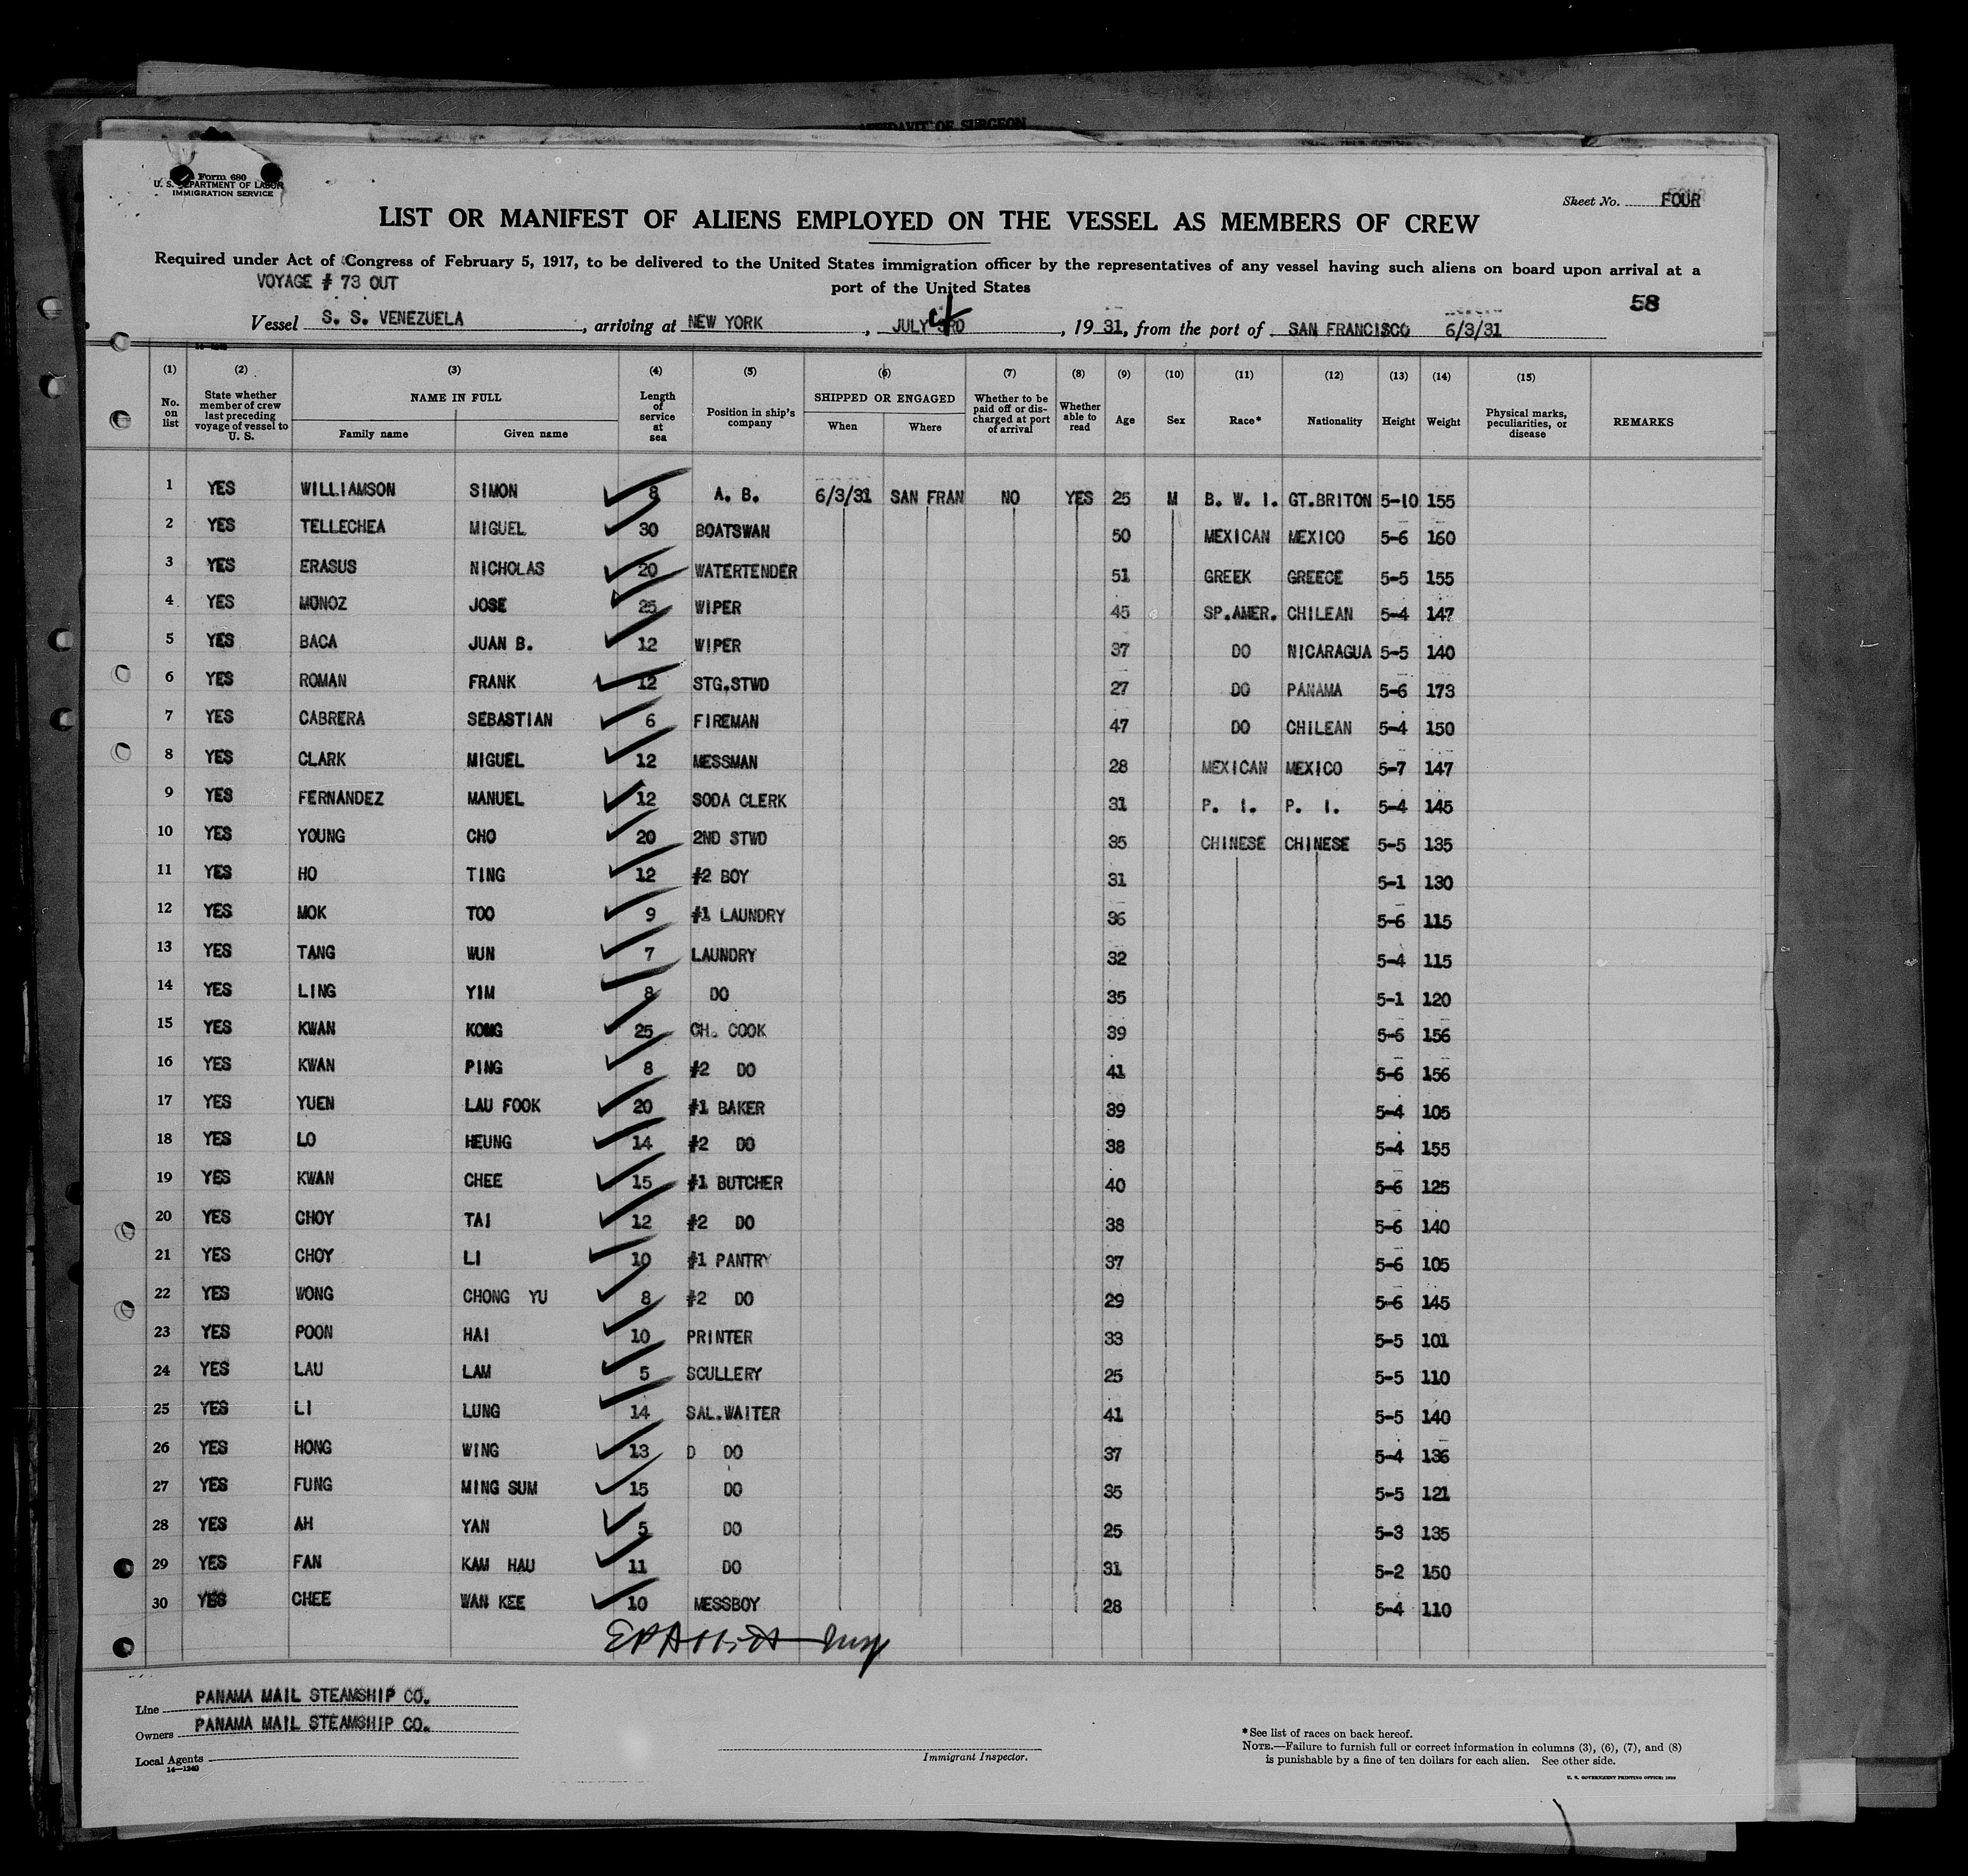 AFFIDAVIT OF SURGEON
Form 680
U. S. DEPARTMENT OF LABOR
IMMIGRATION SERVICE
Sheet No. FOUR
LIST OR MANIFEST OF ALIENS EMPLOYED ON THE VESSEL AS MEMBERS OF CREW
Required under Act of Congress of February 5, 1917, to be delivered to the United States immigration officer by the representatives of any vessel having such aliens on board upon arrival at a
port of the United States
VOYAGE # 73 OUT
58
Vessel S. S. VENEZUELA, arriving at NEW YORK, JULY 3RD 4, 1931, from the port of SAN FRANCISCO 6/3/31
(1) (2) (3) (4) (5) (6) (7) (8) (9) (10) (11) (12) (13) (14) (15)
No. on list State whether member of crew last preceding voyage of vessel to U. S. NAME IN FULL Family name Given name Length of service at sea Position in ship's company SHIPPED OR ENGAGED When Where Whether to be paid off or discharged at port of arrival Whether able to read Age Sex Race* Nationality Height Weight Physical marks, peculiarities, or disease REMARKS
1 YES WILLIAMSON SIMON 8 A. B. 6/3/31 SAN FRAN NO YES 25 M B. W. I. GT.BRITON 5-10 155
2 YES TELLECHEA MIGUEL 30 BOATSWAN 50 MEXICAN MEXICO 5-6 160
3 YES ERASUS NICHOLAS 20 WATERTENDER 51 GREEK GREECE 5-5 155
4 YES MUNOZ JOSE 25 WIPER 45 SP.AMER. CHILEAN 5-4 147
5 YES BACA JUAN B. 12 WIPER 37 DO NICARAGUA 5-5 140
6 YES ROMAN FRANK 12 STG.STWD 27 DO PANAMA 5-6 173
7 YES CABRERA SEBASTIAN 6 FIREMAN 47 DO CHILEAN 5-4 150
8 YES CLARK MIGUEL 12 MESSMAN 28 MEXICAN MEXICO 5-7 147
9 YES FERNANDEZ MANUEL 12 SODA CLERK 31 P. I. P. I. 5-4 145
10 YES YOUNG CHO 20 2ND STWD 35 CHINESE CHINESE 5-5 135
11 YES HO TING 12 #2 BOY 31 5-1 130
12 YES MOK TOO 9 #1 LAUNDRY 36 5-6 115
13 YES TANG WUN 7 LAUNDRY 32 5-4 115
14 YES LING YIM 8 DO 35 5-1 120
15 YES KWAN KONG 25 CH. COOK 39 5-6 156
16 YES KWAN PING 8 #2 DO 41 5-6 156
17 YES YUEN LAU FOOK 20 #1 BAKER 39 5-4 105
18 YES LO HEUNG 14 #2 DO 38 5-4 155
19 YES KWAN CHEE 15 #1 BUTCHER 40 5-6 125
20 YES CHOY TAI 12 #2 DO 38 5-6 140
21 YES CHOY LI 10 #1 PANTRY 37 5-6 105
22 YES WONG CHONG YU 8 #2 DO 29 5-6 145
23 YES POON HAI 10 PRINTER 33 5-5 101
24 YES LAU LAM 5 SCULLERY 25 5-5 110
25 YES LI LUNG 14 SAL.WAITER 41 5-5 140
26 YES HONG WING 13 D DO 37 5-4 136
27 YES FUNG MING SUM 15 DO 35 5-5 121
28 YES AH YAN 5 DO 25 5-3 135
29 YES FAN KAM HAU 11 DO 31 5-2 150
30 YES CHEE WAN KEE 10 MESSBOY 28 5-4 110
Line PANAMA MAIL STEAMSHIP CO.
Owners PANAMA MAIL STEAMSHIP CO.
Local Agents
14—1240
Immigrant Inspector.
*See list of races on back hereof.
NOTE.—Failure to furnish full or correct information in columns (3), (6), (7), and (8)
is punishable by a fine of ten dollars for each alien. See other side.